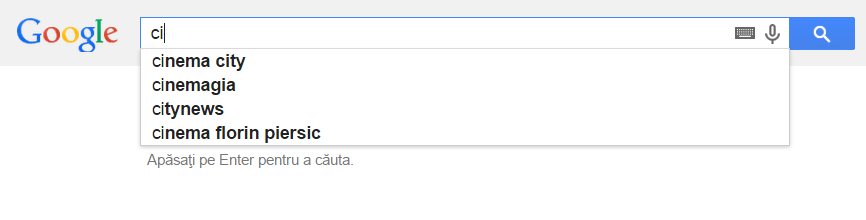 Google
ci
cinema city
cinemagia
citynews
cinema florin piersic
Apăsaţi pe Enter pentru a căuta.